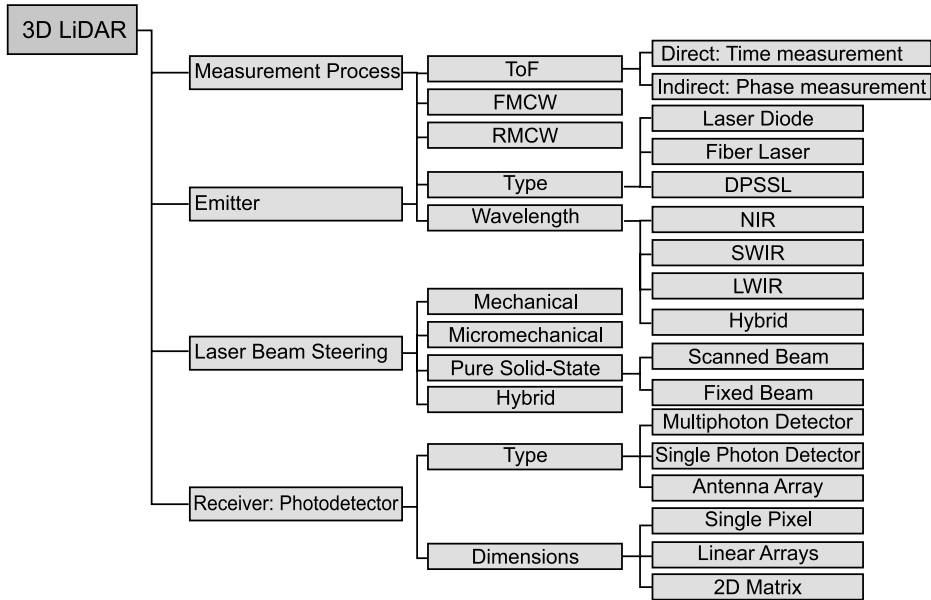 3D LiDAR
Measurement Process
ToF
Direct: Time measurement
Indirect: Phase measurement
FMCW
RMCW
Emitter
Type
Laser Diode
Fiber Laser
DPSSL
Wavelength
NIR
SWIR
LWIR
Hybrid
Laser Beam Steering
Mechanical
Micromechanical
Pure Solid-State
Scanned Beam
Fixed Beam
Hybrid
Receiver: Photodetector
Type
Multiphoton Detector
Single Photon Detector
Antenna Array
Dimensions
Single Pixel
Linear Arrays
2D Matrix